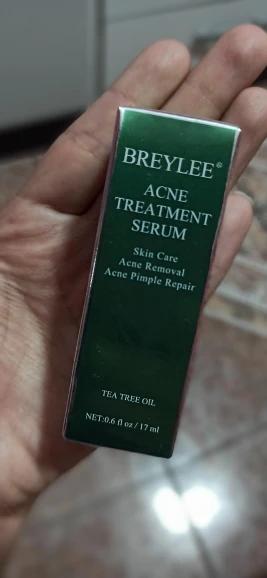 BREYLEE®
ACNE
TREATMENT
SERUM
Skin Care
Acne Removal
Acne Pimple Repair
TEA TREE OIL
NET:0.6 fl oz / 17 ml